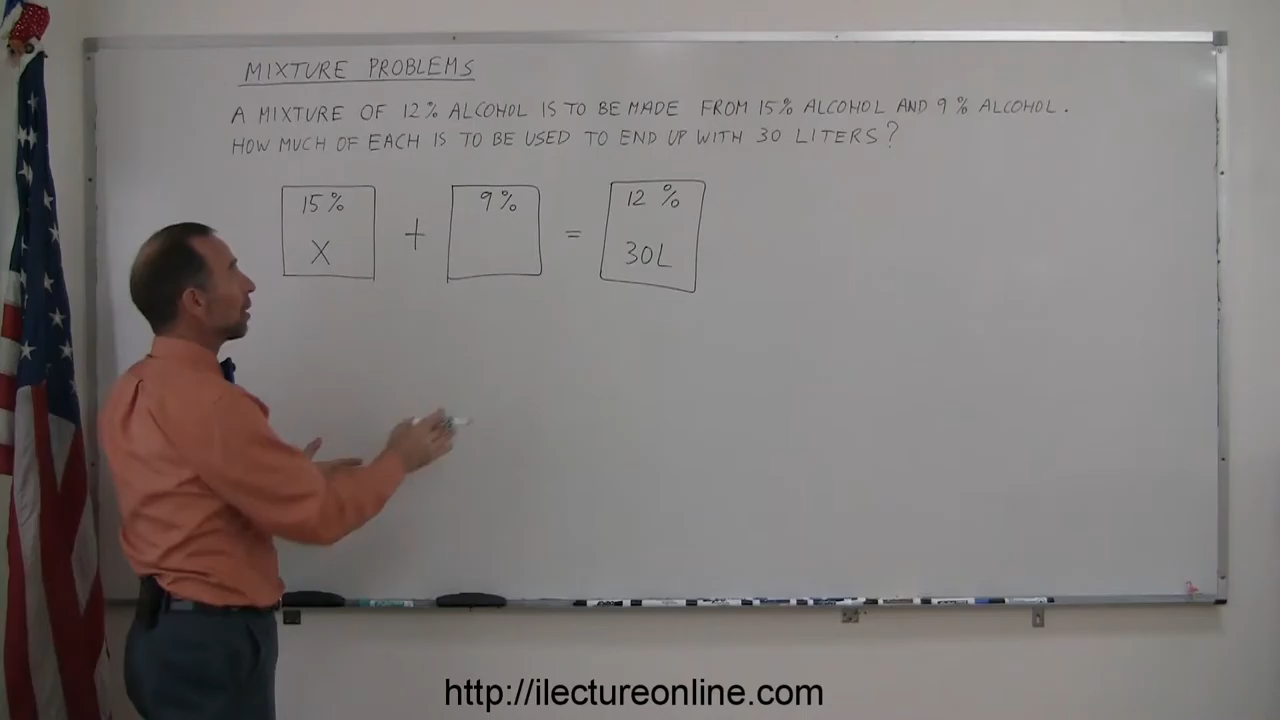 MIXTURE PROBLEMS
A MIXTURE OF 12% ALCOHOL IS TO BE MADE FROM 15% ALCOHOL AND 9% ALCOHOL.
HOW MUCH OF EACH IS TO BE USED TO END UP WITH 30 LITERS?
15% 9% 12%
X + = 30L
http://ilectureonline.com